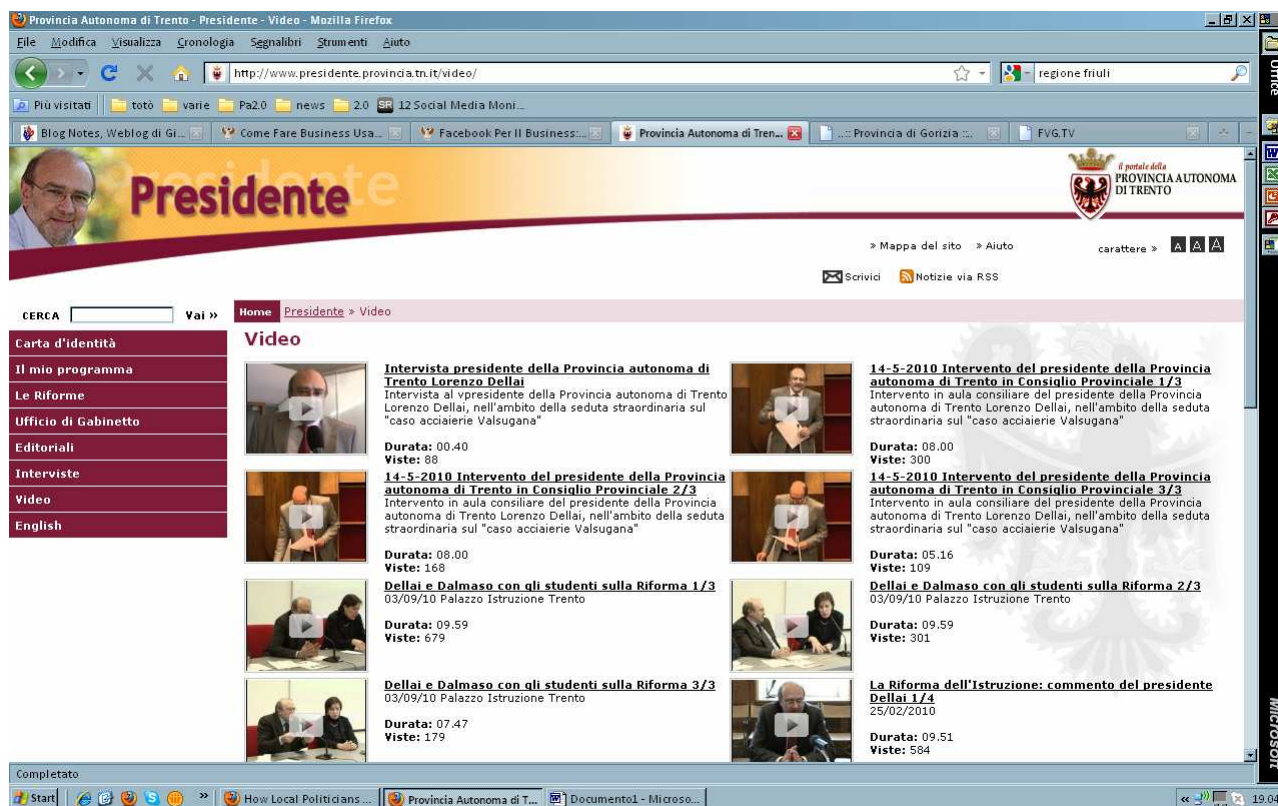 Provincia Autonoma di Trento - Presidente - Video - Mozilla Firefox
File Modifica Visualizza Cronologia Segnalibri Strumenti Aiuto
http://www.presidente.provincia.tn.it/video/
regione friuli
Più visitati totò varie Pa2.0 news 2.0 SR 12 Social Media Moni...
Blog Notes, Weblog di Gi... Come Fare Business Usa... Facebook Per Il Business:... Provincia Autonoma di Tren... ..:: Provincia di Gorizia ::.. FVG.TV
Office
Presidente
il portale della
PROVINCIA AUTONOMA
DI TRENTO
» Mappa del sito » Aiuto carattere » A A A
Scrivici Notizie via RSS
CERCA Vai »
Home Presidente » Video
Carta d'identità
Il mio programma
Le Riforme
Ufficio di Gabinetto
Editoriali
Interviste
Video
English
Video
Intervista presidente della Provincia autonoma di
Trento Lorenzo Dellai
Intervista al vpresidente della Provincia autonoma di Trento
Lorenzo Dellai, nell'ambito della seduta straordinaria sul
"caso acciaierie Valsugana"
Durata: 00.40
Viste: 88
14-5-2010 Intervento del presidente della Provincia
autonoma di Trento in Consiglio Provinciale 1/3
Intervento in aula consiliare del presidente della Provincia
autonoma di Trento Lorenzo Dellai, nell'ambito della seduta
straordinaria sul "caso acciaierie Valsugana"
Durata: 08.00
Viste: 300
14-5-2010 Intervento del presidente della Provincia
autonoma di Trento in Consiglio Provinciale 2/3
Intervento in aula consiliare del presidente della Provincia
autonoma di Trento Lorenzo Dellai, nell'ambito della seduta
straordinaria sul "caso acciaierie Valsugana"
Durata: 08.00
Viste: 168
14-5-2010 Intervento del presidente della Provincia
autonoma di Trento in Consiglio Provinciale 3/3
Intervento in aula consiliare del presidente della Provincia
autonoma di Trento Lorenzo Dellai, nell'ambito della seduta
straordinaria sul "caso acciaierie Valsugana"
Durata: 05.16
Viste: 109
Dellai e Dalmaso con gli studenti sulla Riforma 1/3
03/09/10 Palazzo Istruzione Trento
Durata: 09.59
Viste: 679
Dellai e Dalmaso con gli studenti sulla Riforma 2/3
03/09/10 Palazzo Istruzione Trento
Durata: 09.59
Viste: 301
Dellai e Dalmaso con gli studenti sulla Riforma 3/3
03/09/10 Palazzo Istruzione Trento
Durata: 07.47
Viste: 179
La Riforma dell'Istruzione: commento del presidente
Dellai 1/4
25/02/2010
Durata: 09.51
Viste: 584
Microsoft
Completato
Start » How Local Politicians ... Provincia Autonoma di T... Documento1 - Microso... « 19.04